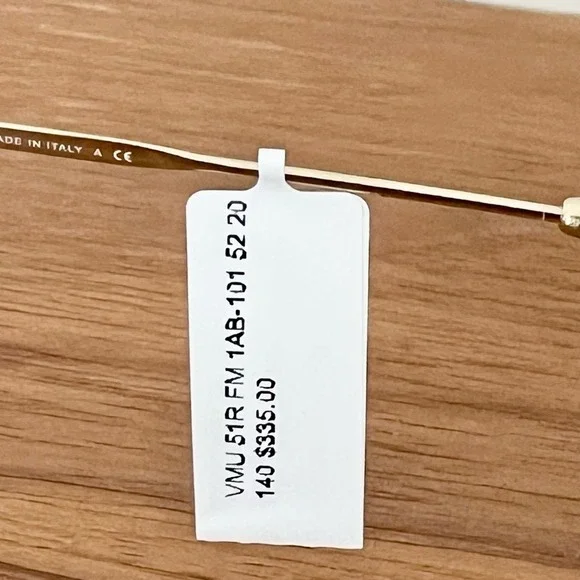 ADE IN ITALY A CE
VMU 51R FM 1AB-101 52 20
140 $335.00